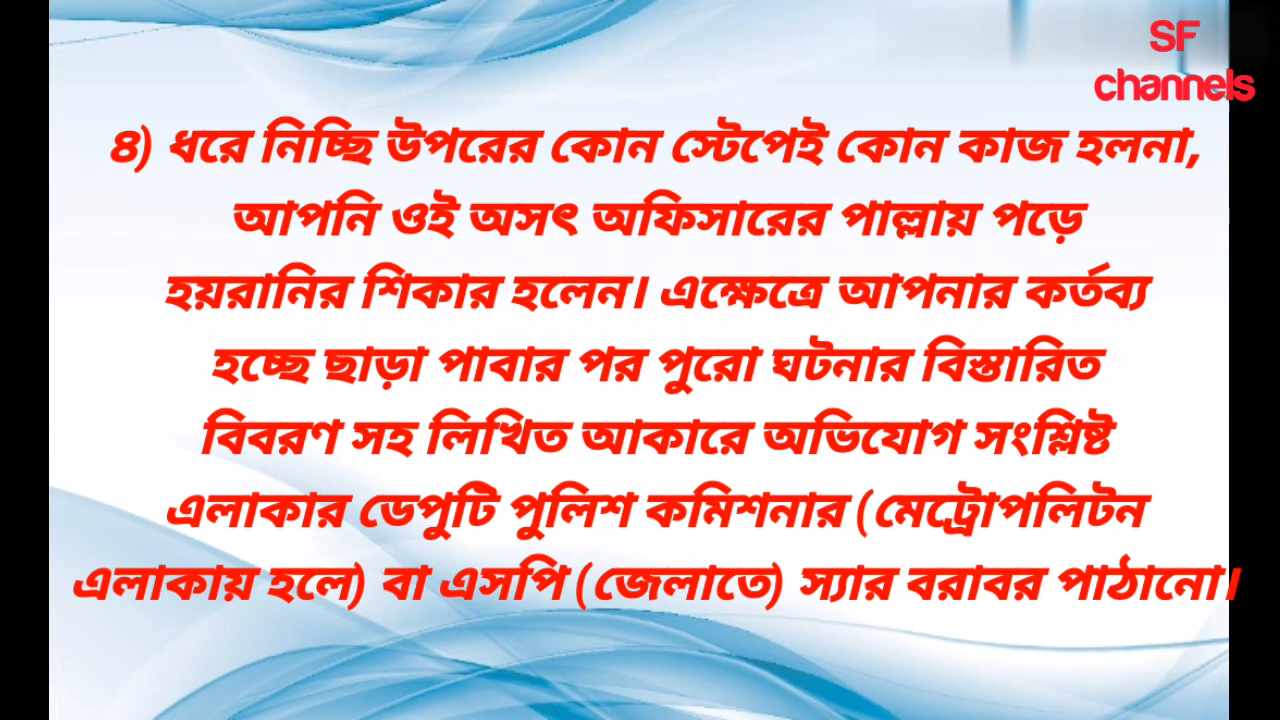 SF
channels
৪) ধরে নিচ্ছি উপরের কোন স্টেপেই কোন কাজ হলনা,
আপনি ওই অসৎ অফিসারের পাল্লায় পড়ে
হয়রানির শিকার হলেন। এক্ষেত্রে আপনার কর্তব্য
হচ্ছে ছাড়া পাবার পর পুরো ঘটনার বিস্তারিত
বিবরণ সহ লিখিত আকারে অভিযোগ সংশ্লিষ্ট
এলাকার ডেপুটি পুলিশ কমিশনার (মেট্রোপলিটন
এলাকায় হলে) বা এসপি (জেলাতে) স্যার বরাবর পাঠানো।